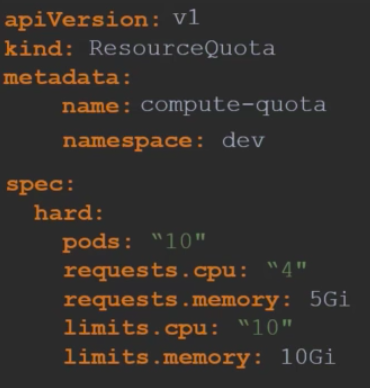 apiVersion: v1
kind: ResourceQuota
metadata:
    name: compute-quota
    namespace: dev
spec:
  hard:
    pods: “10"
    requests.cpu: “4"
    requests.memory: 5Gi
    limits.cpu: “10"
    limits.memory: 10Gi